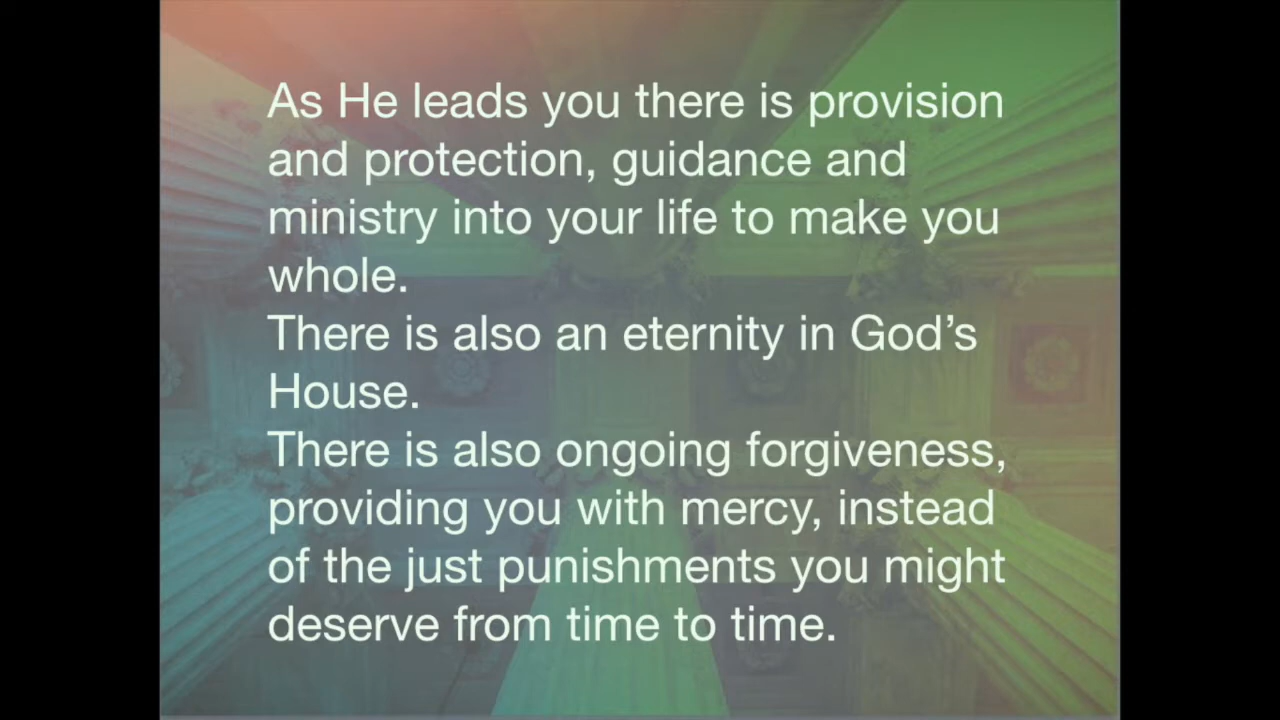 As He leads you there is provision
and protection, guidance and
ministry into your life to make you
whole.
There is also an eternity in God’s
House.
There is also ongoing forgiveness,
providing you with mercy, instead
of the just punishments you might
deserve from time to time.